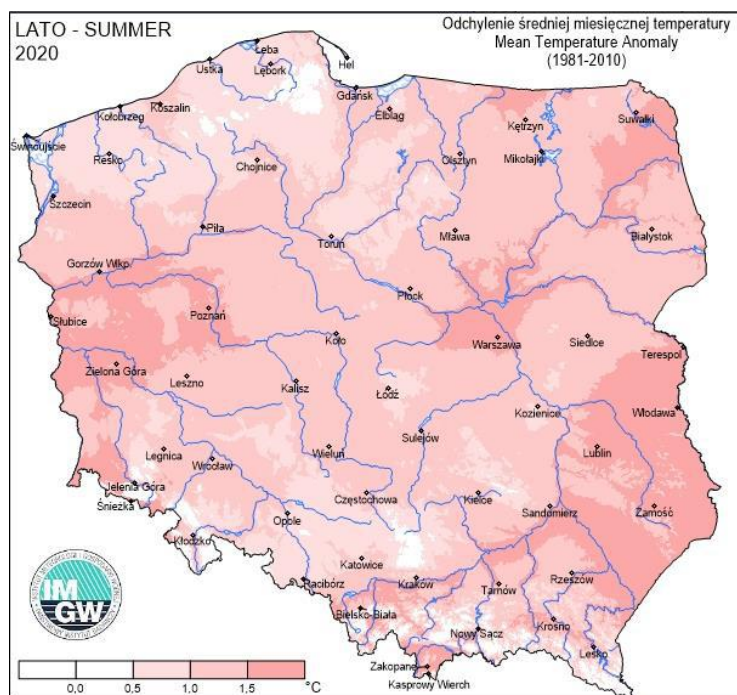 LATO - SUMMER
2020
Odchylenie średniej miesięcznej temperatury
Mean Temperature Anomaly
(1981-2010)
Łeba
Ustka
Lębork
Hel
Gdańsk
Koszalin
Kołobrzeg
Elbląg
Kętrzyn
Suwałki
Świnoujście
Resko
Chojnice
Olsztyn
Mikołajki
Szczecin
Piła
Toruń
Mława
Białystok
Gorzów Wlkp.
Płock
Słubice
Poznań
Koło
Warszawa
Siedlce
Terespol
Zielona Góra
Leszno
Kalisz
Łódź
Kozienice
Włodawa
Legnica
Wrocław
Wieluń
Sulejów
Lublin
Jelenia Góra
Śnieżka
Opole
Częstochowa
Kielce
Sandomierz
Zamość
Kłodzko
Katowice
Racibórz
Kraków
Tarnów
Rzeszów
Bielsko-Biała
Nowy Sącz
Krosno
Lesko
Zakopane
Kasprowy Wierch
IM
GW
0.0 0.5 1.0 1.5 °C